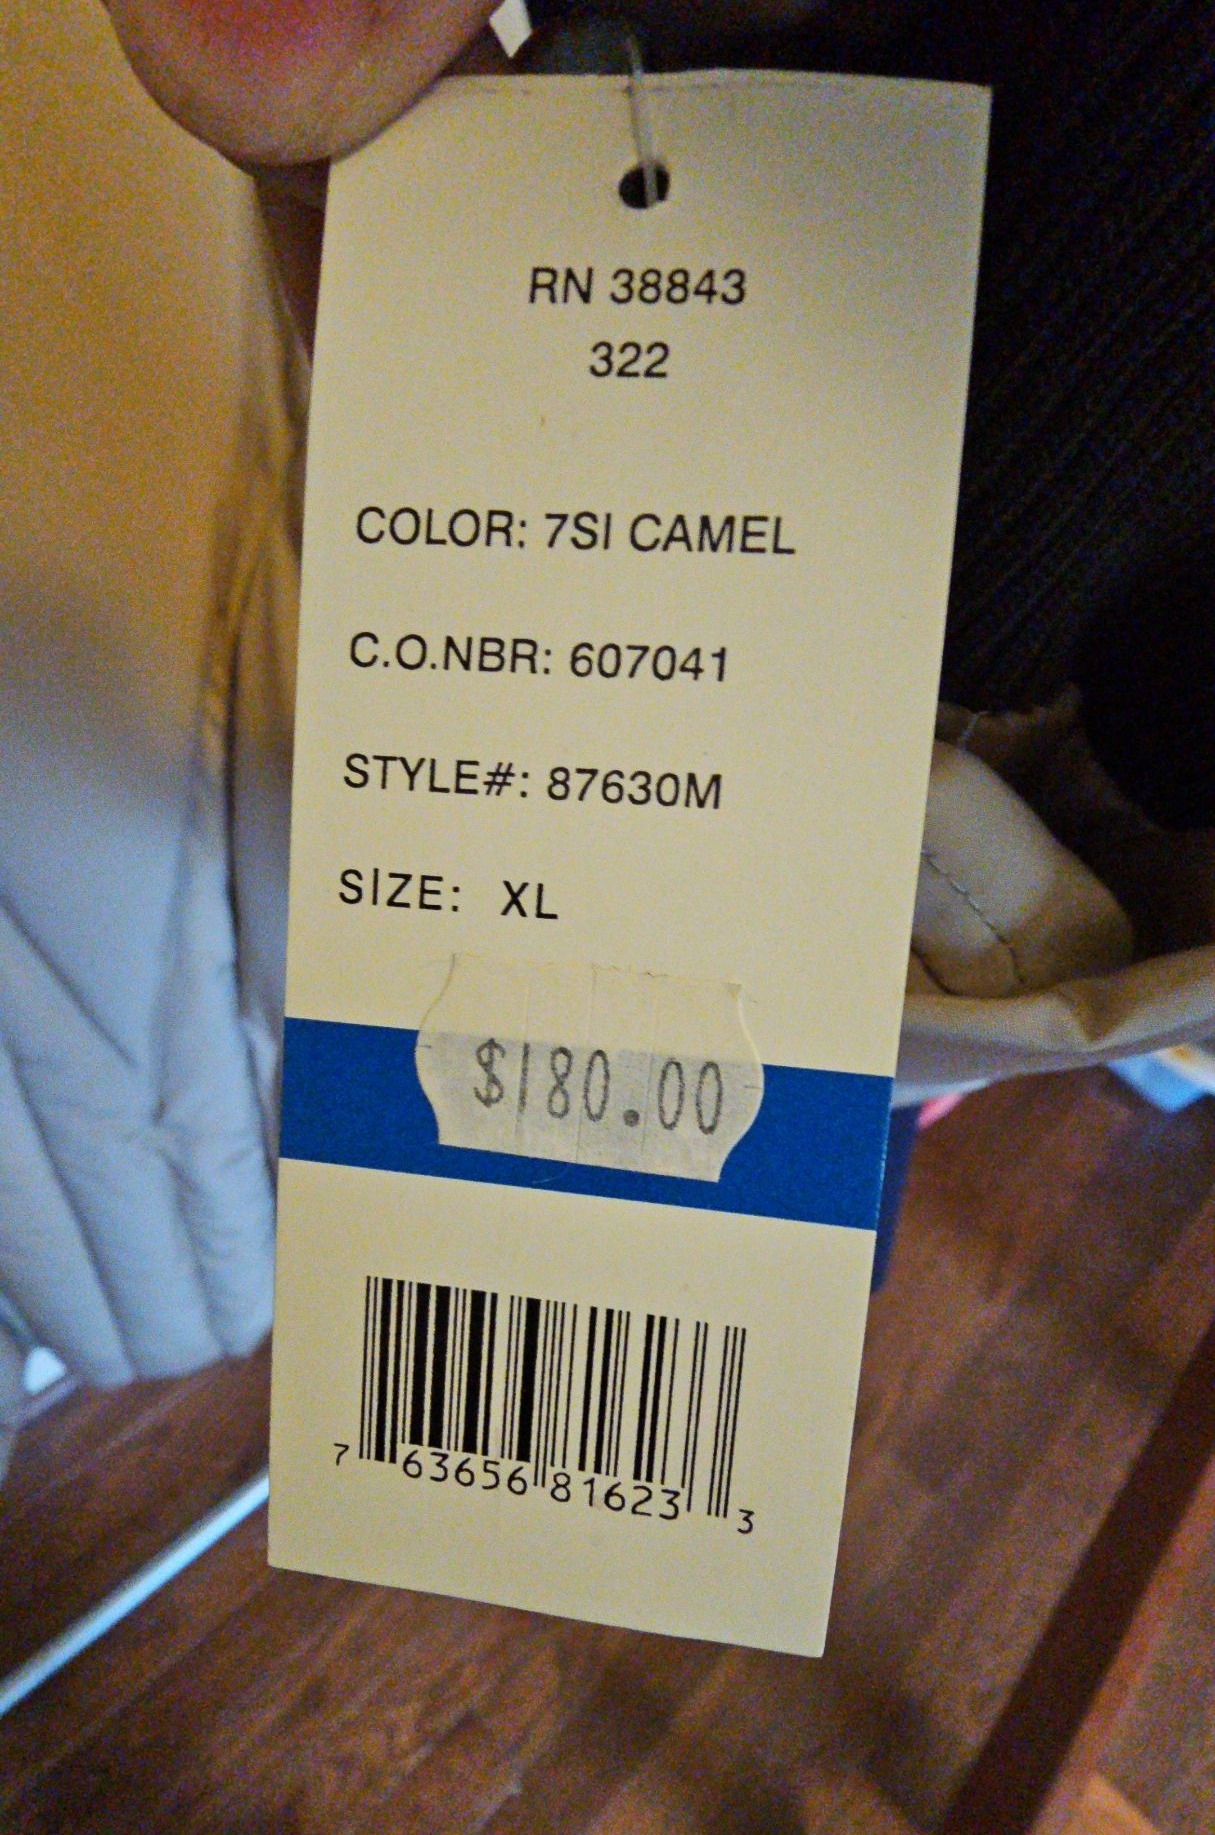 RN 38843
322
COLOR: 7SI CAMEL
C.O.NBR: 607041
STYLE#: 87630M
SIZE: XL
$180.00
7 63656 81623 3